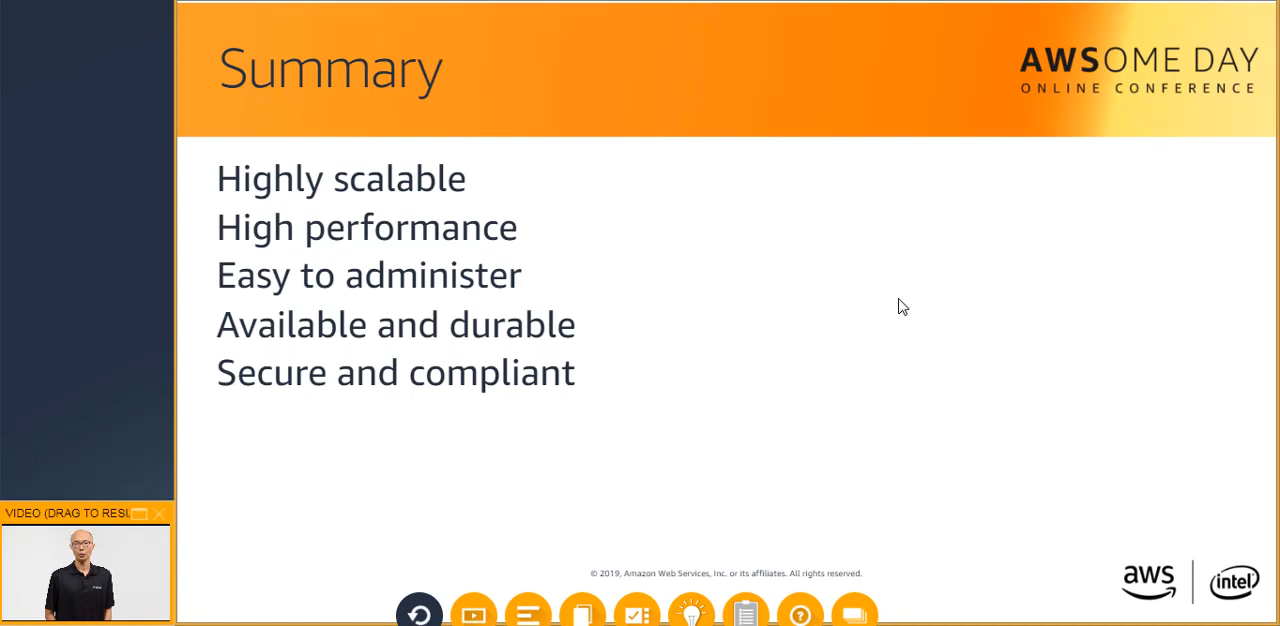 Summary
AWSOME DAY
ONLINE CONFERENCE
Highly scalable
High performance
Easy to administer
Available and durable
Secure and compliant
VIDEO (DRAG TO RESI
© 2019, Amazon Web Services, Inc. or its affiliates. All rights reserved.
aws
intel